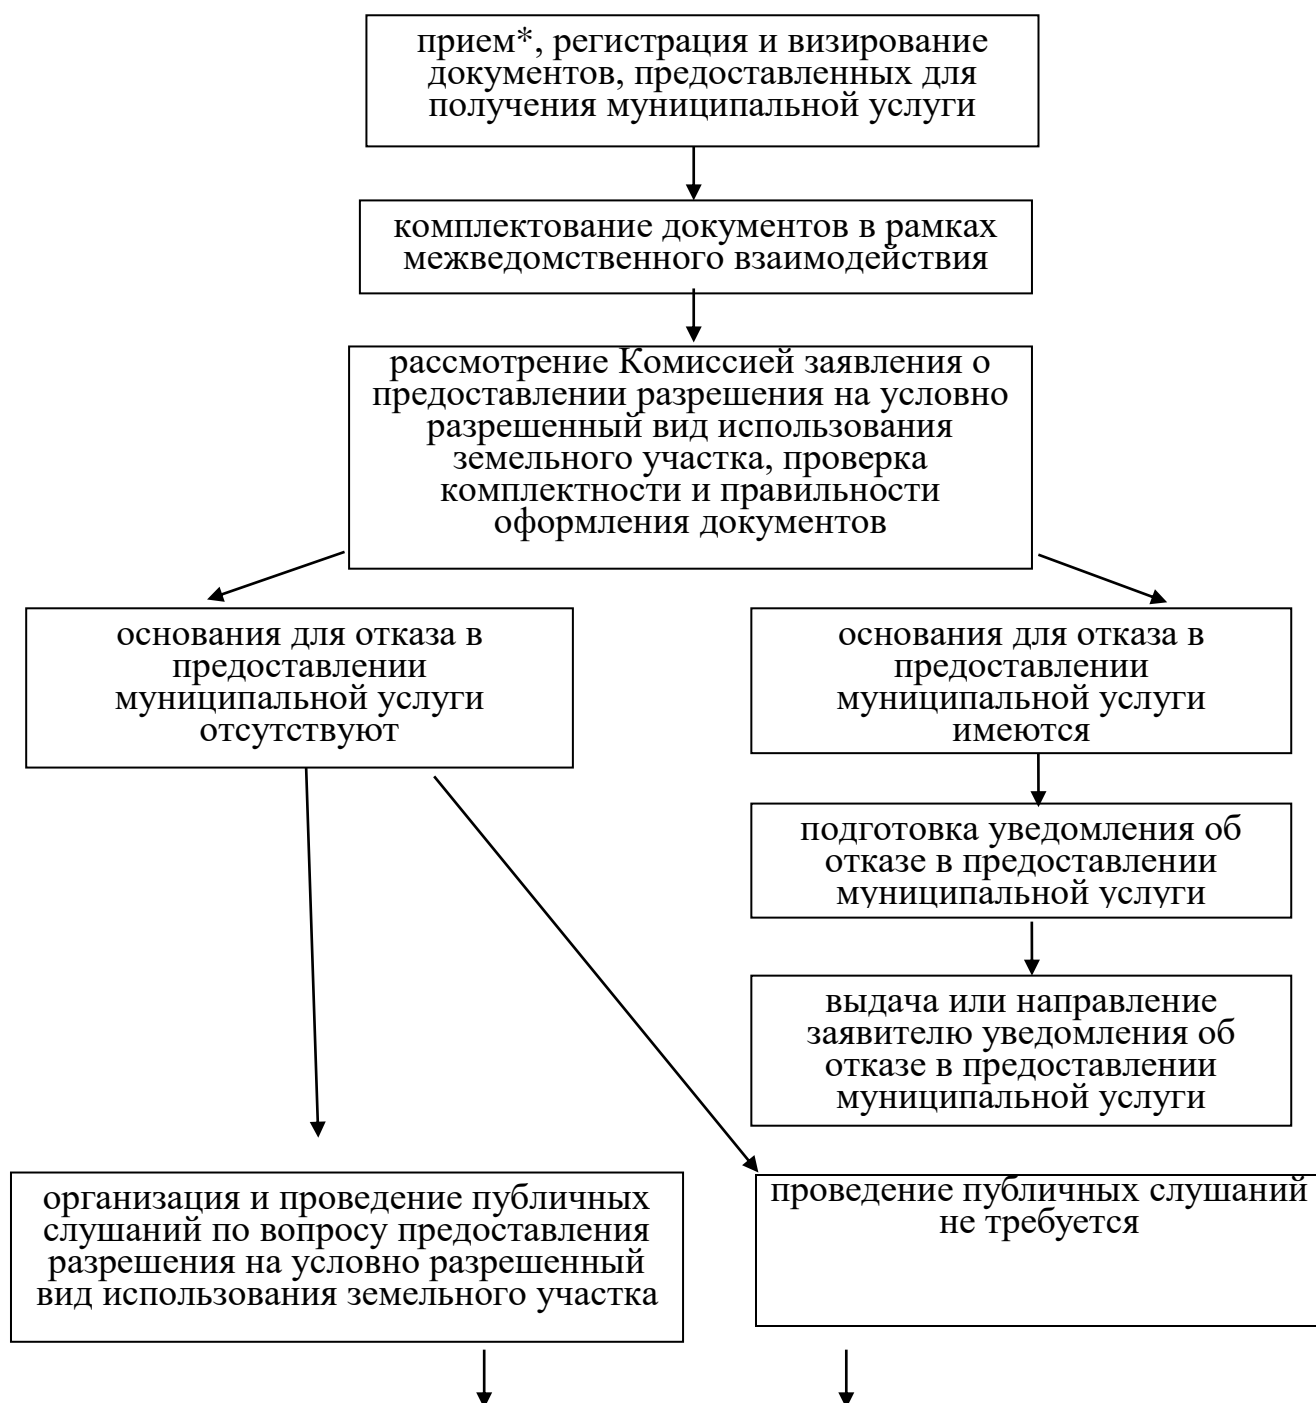 прием*, регистрация и визирование
документов, предоставленных для
получения муниципальной услуги
комплектование документов в рамках
межведомственного взаимодействия
рассмотрение Комиссией заявления о
предоставлении разрешения на условно
разрешенный вид использования
земельного участка, проверка
комплектности и правильности
оформления документов
основания для отказа в
предоставлении
муниципальной услуги
отсутствуют
основания для отказа в
предоставлении
муниципальной услуги
имеются
подготовка уведомления об
отказе в предоставлении
муниципальной услуги
выдача или направление
заявителю уведомления об
отказе в предоставлении
муниципальной услуги
организация и проведение публичных
слушаний по вопросу предоставления
разрешения на условно разрешенный
вид использования земельного участка
проведение публичных слушаний
не требуется